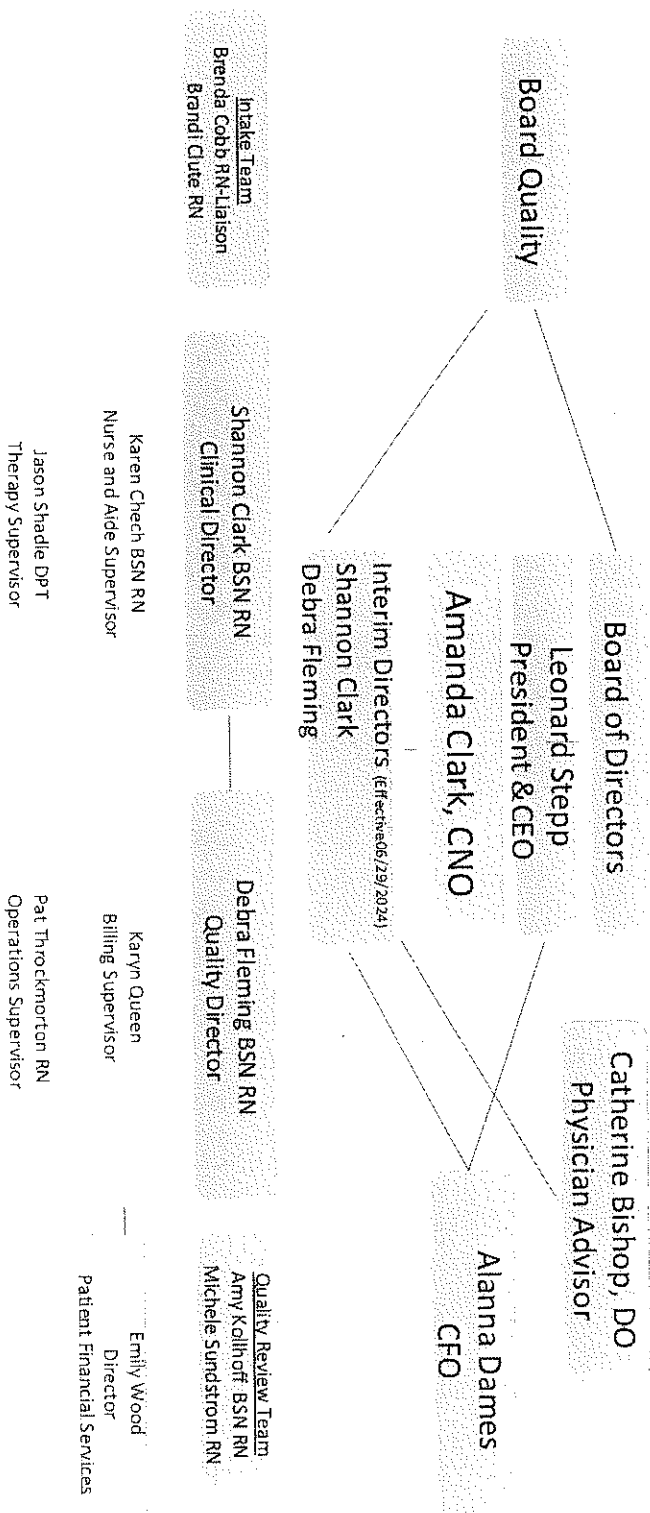 Board Quality
Board of Directors
Leonard Stepp
President &CEO
Amanda Clark, CNO
Interim Directors (Effective06/29/2024)
Shannon Clark
Debra Fleming
Catherine Bishop, DO
Physician Advisor
Alanna Dames
CFO
Intake Team
Brenda Cobb RN-Liaison
Brandi Clute RN
Shannon Clark BSN RN
Clinical Director
Debra Fleming BSN RN
Quality Director
Quality Review Team
Amy Kollhoff BSN RN
Michele Sundstrom RN
Karen Chech BSN RN
Nurse and Aide Supervisor
Karyn Queen
Billing Supervisor
Emily Wood
Director
Patient Financial Services
Jason Shadle DPT
Therapy Supervisor
Pat Throckmorton RN
Operations Supervisor